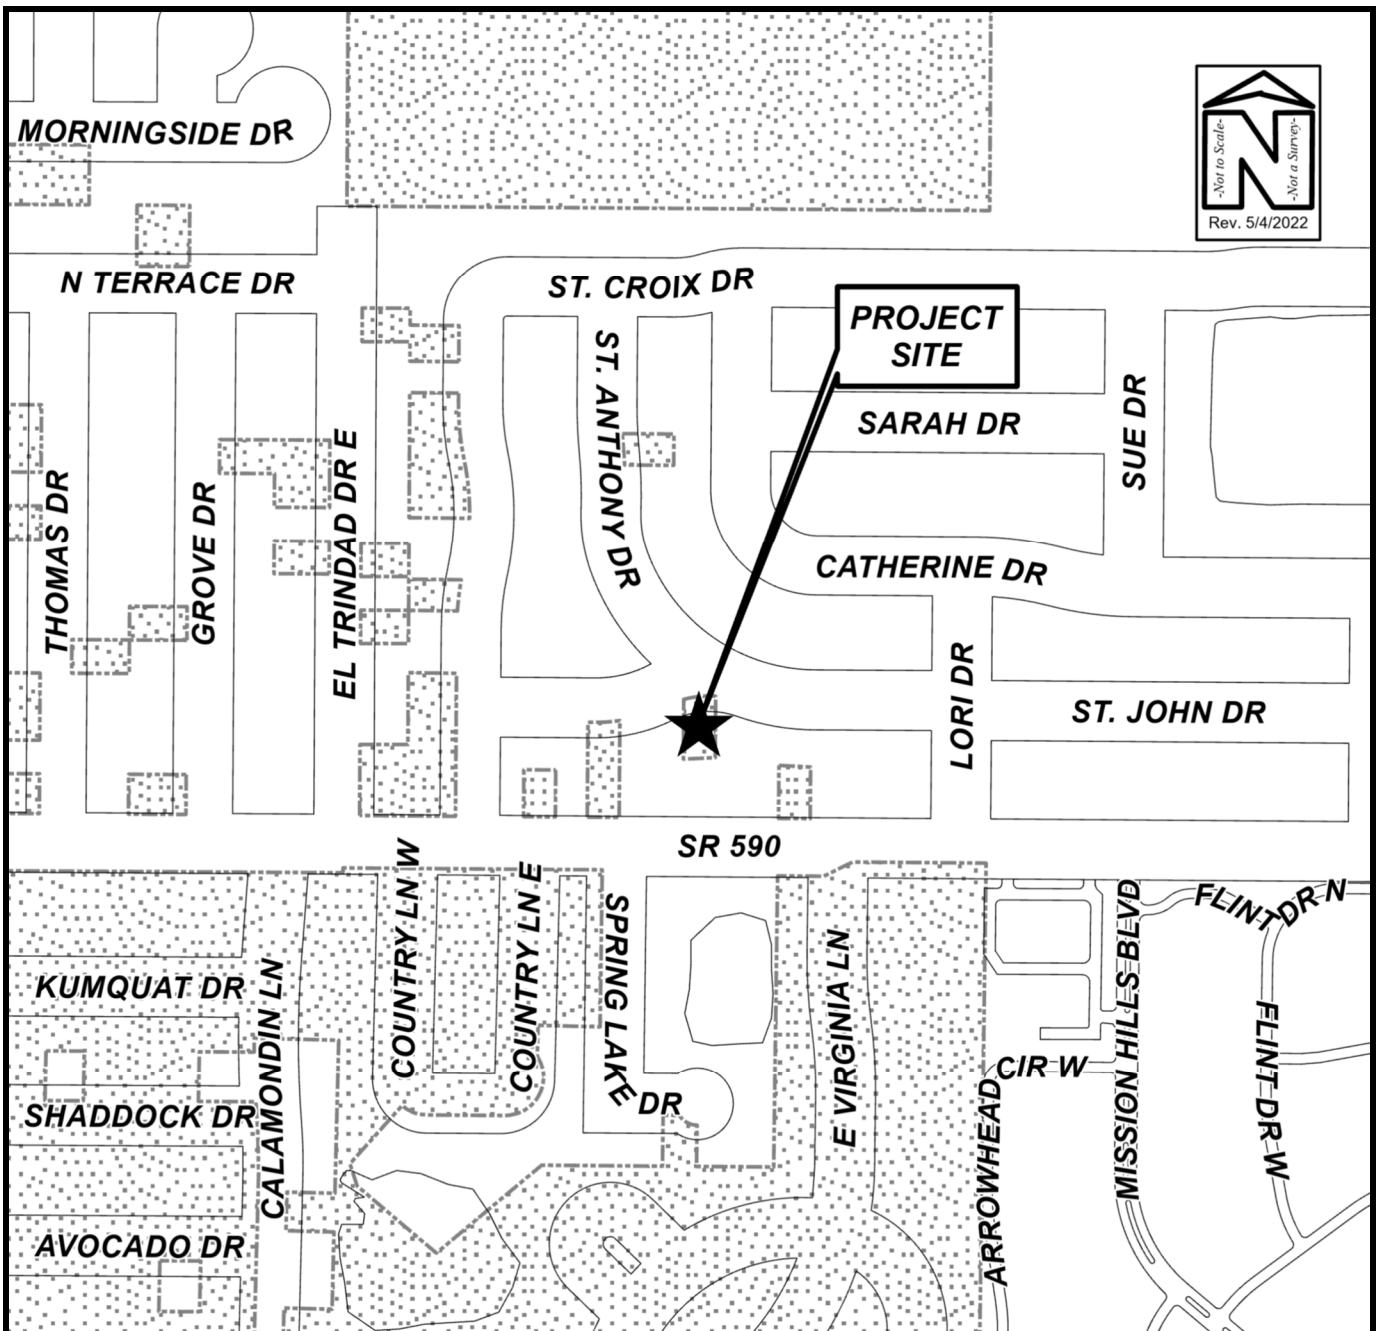 MORNINGSIDE DR
-Not to Scale-
-Not a Survey-
N
Rev. 5/4/2022
N TERRACE DR
ST. CROIX DR
PROJECT
SITE
ST. ANTHONY DR
SARAH DR
SUE DR
THOMAS DR
GROVE DR
EL TRINDAD DR E
CATHERINE DR
LORI DR
ST. JOHN DR
SR 590
COUNTRY LN W
COUNTRY LN E
SPRING LAKE DR
E VIRGINIA LN
MISSION HILLS BLVD
FLINT DR N
KUMQUAT DR
CALAMONDIN LN
FLINT DR W
ARROWHEAD CIR W
SHADDOCK DR
AVOCADO DR